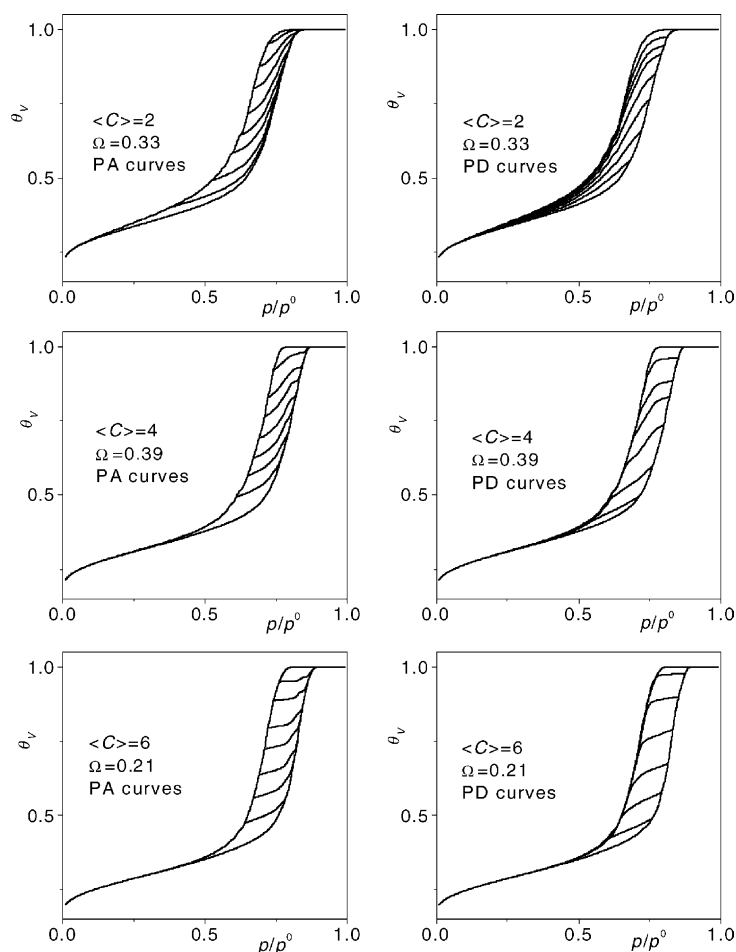 1.0
θV
<C>=2
Ω=0.33
PA curves
0.5
0.0
0.5
1.0
p/p⁰
1.0
θV
<C>=2
Ω=0.33
PD curves
0.5
0.0
0.5
1.0
p/p⁰
1.0
θV
<C>=4
Ω=0.39
PA curves
0.5
0.0
0.5
1.0
p/p⁰
1.0
θV
<C>=4
Ω=0.39
PD curves
0.5
0.0
0.5
1.0
p/p⁰
1.0
θV
<C>=6
Ω=0.21
PA curves
0.5
0.0
0.5
1.0
p/p⁰
1.0
θV
<C>=6
Ω=0.21
PD curves
0.5
0.0
0.5
1.0
p/p⁰